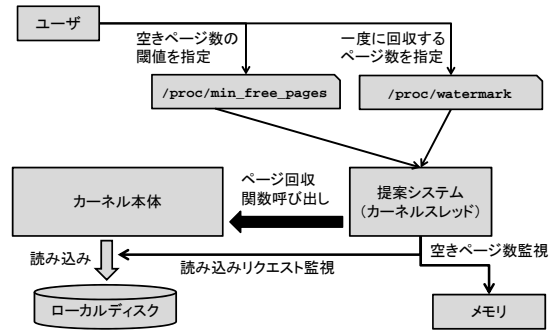 ユーザ
空きページ数の
閾値を指定
一度に回収する
ページ数を指定
/proc/min_free_pages
/proc/watermark
カーネル本体
ページ回収
関数呼び出し
提案システム
(カーネルスレッド)
読み込み
読み込みリクエスト監視
空きページ数監視
ローカルディスク
メモリ